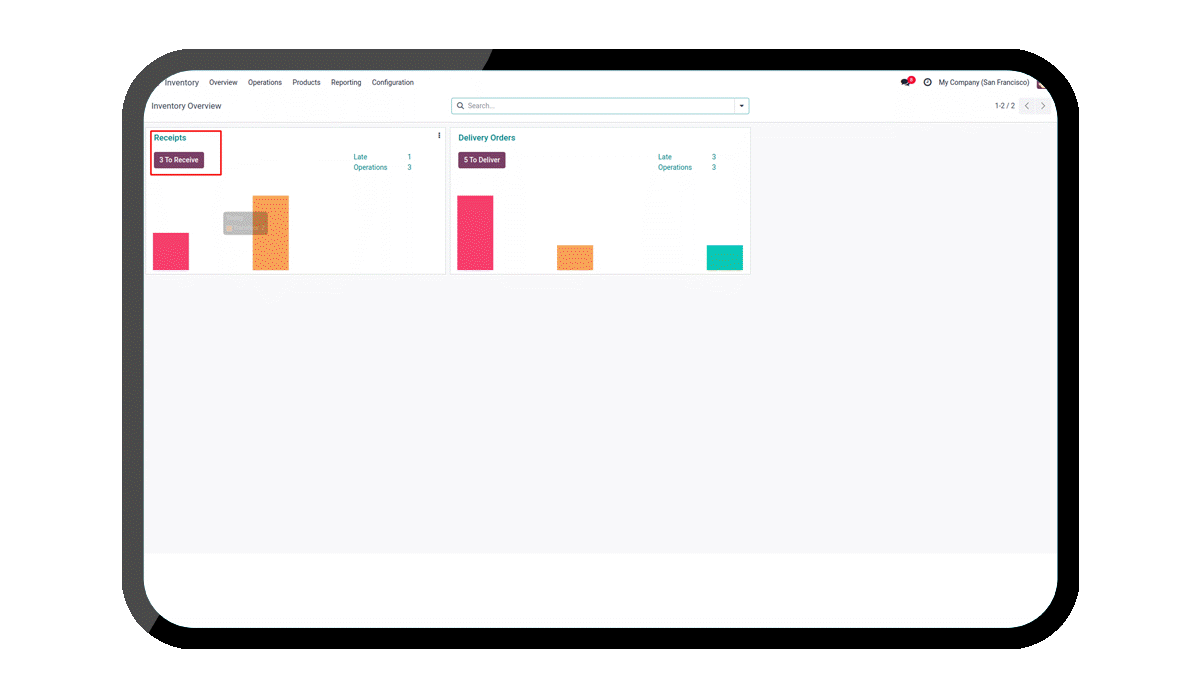 Inventory Overview Operations Products Reporting Configuration My Company (San Francisco)
Inventory Overview Search... 1-2 / 2
Receipts
3 To Receive
Late 1
Operations 3
Delivery Orders
5 To Deliver
Late 3
Operations 3